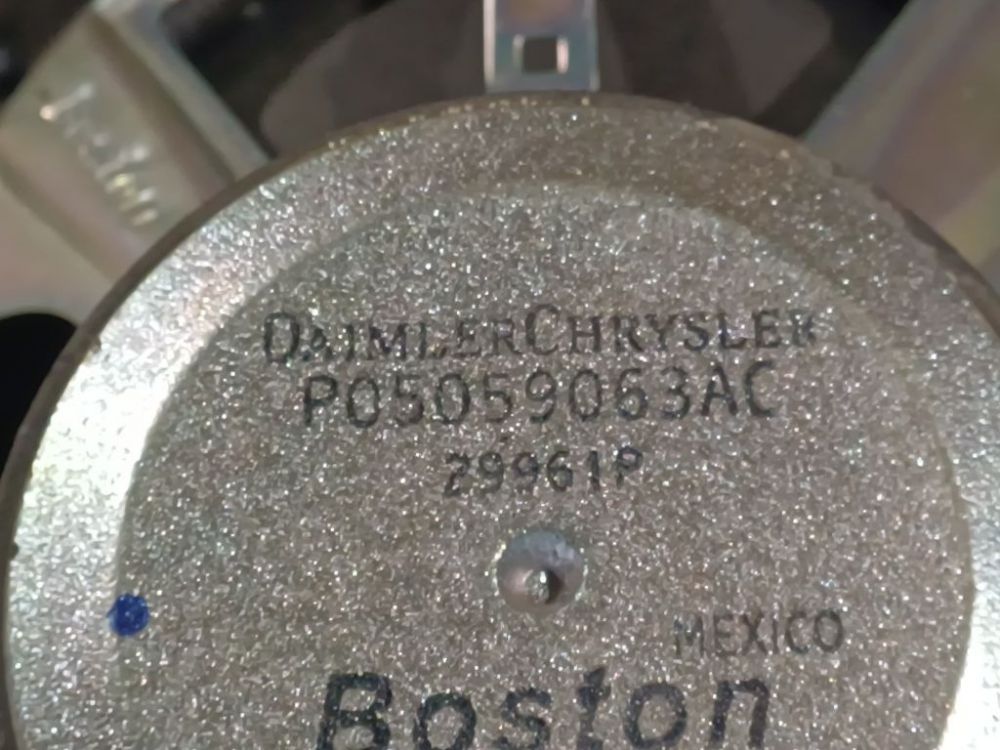 DAIMLERCHRYSLER
P05059063AC
29961P
MEXICO
Boston